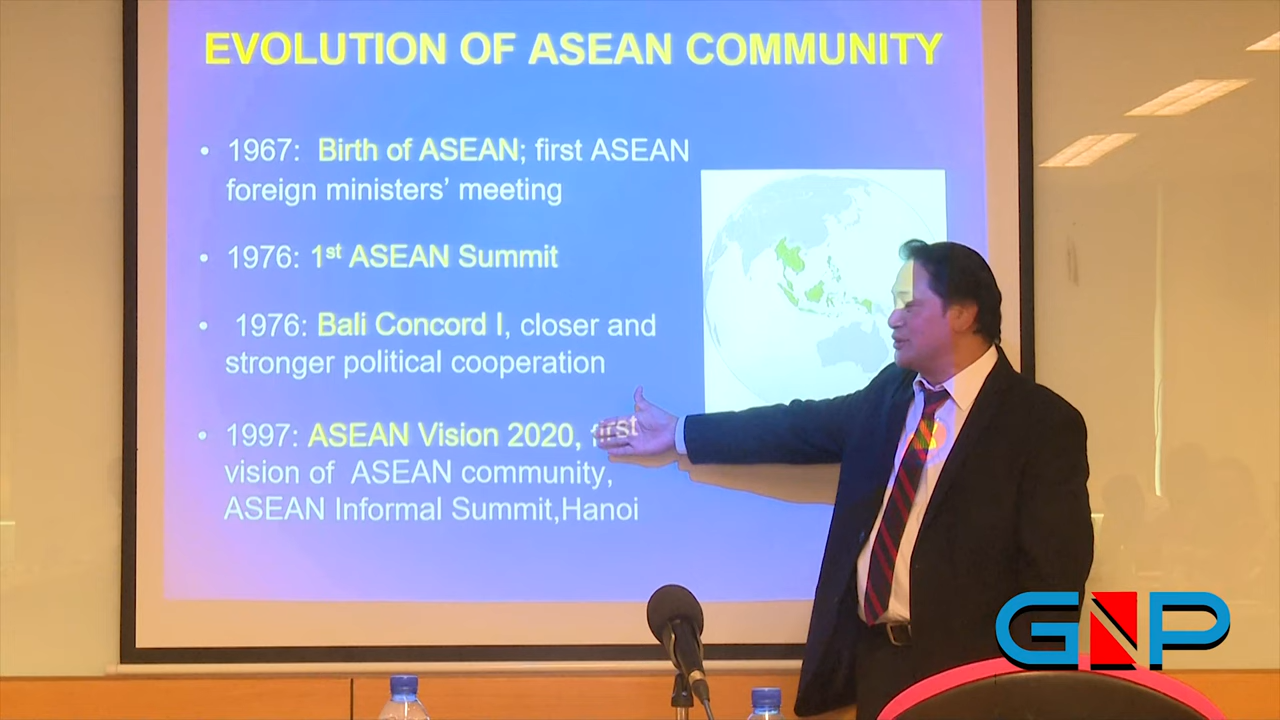 EVOLUTION OF ASEAN COMMUNITY
• 1967: Birth of ASEAN; first ASEAN
foreign ministers' meeting
• 1976: 1st ASEAN Summit
• 1976: Bali Concord I, closer and
stronger political cooperation
• 1997: ASEAN Vision 2020, first
vision of ASEAN community,
ASEAN Informal Summit,Hanoi
GNP